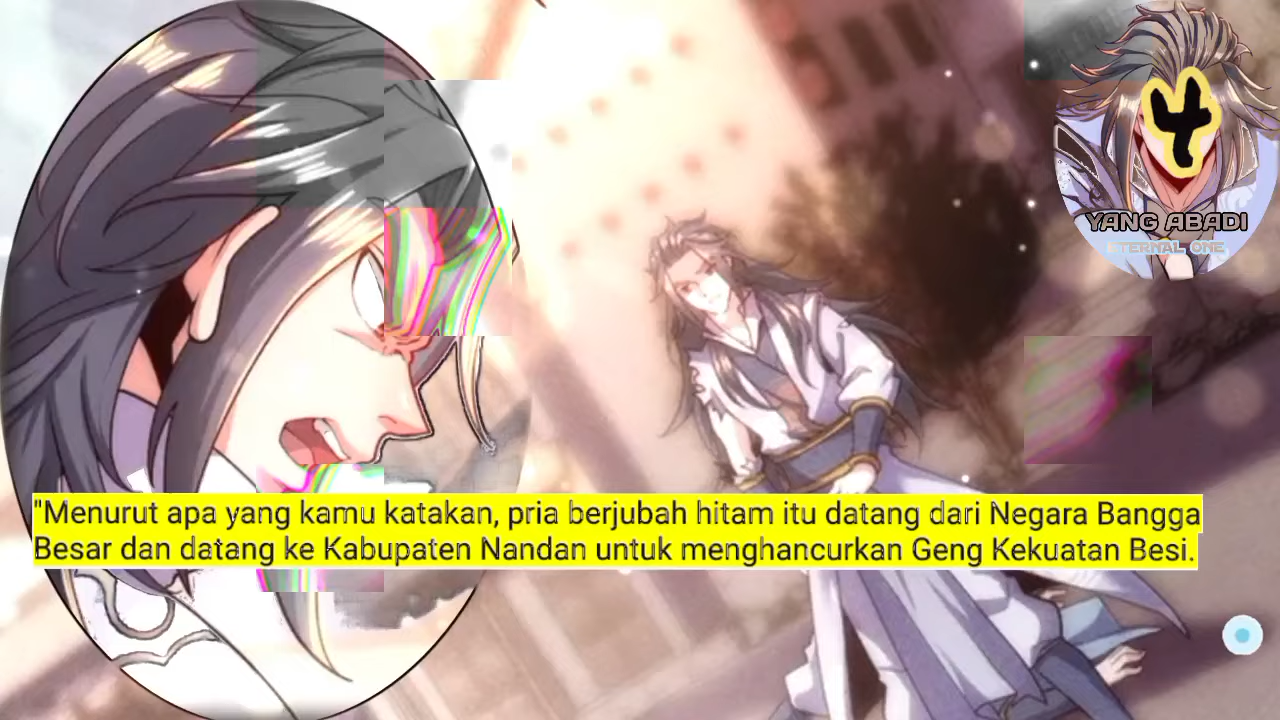 4
YANG ABADI
ETERNAL ONE
"Menurut apa yang kamu katakan, pria berjubah hitam itu datang dari Negara Bangga
Besar dan datang ke Kabupaten Nandan untuk menghancurkan Geng Kekuatan Besi.